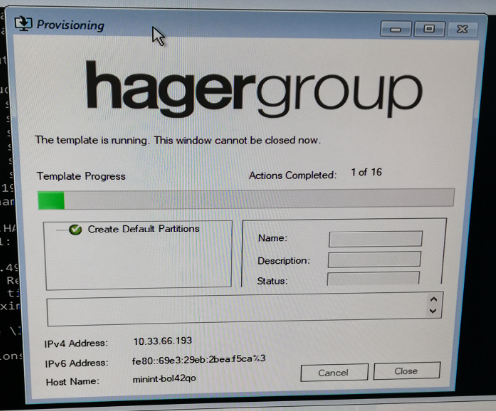 Provisioning
hagergroup
The template is running. This window cannot be closed now.
Template Progress
Actions Completed: 1 of 16
Create Default Partitions
Name:
Description:
Status:
IPv4 Address: 10.33.66.193
IPv6 Address: fe80::69e3:29eb:2bea:f5ca%3
Host Name: minint-bol42qo
Cancel
Close